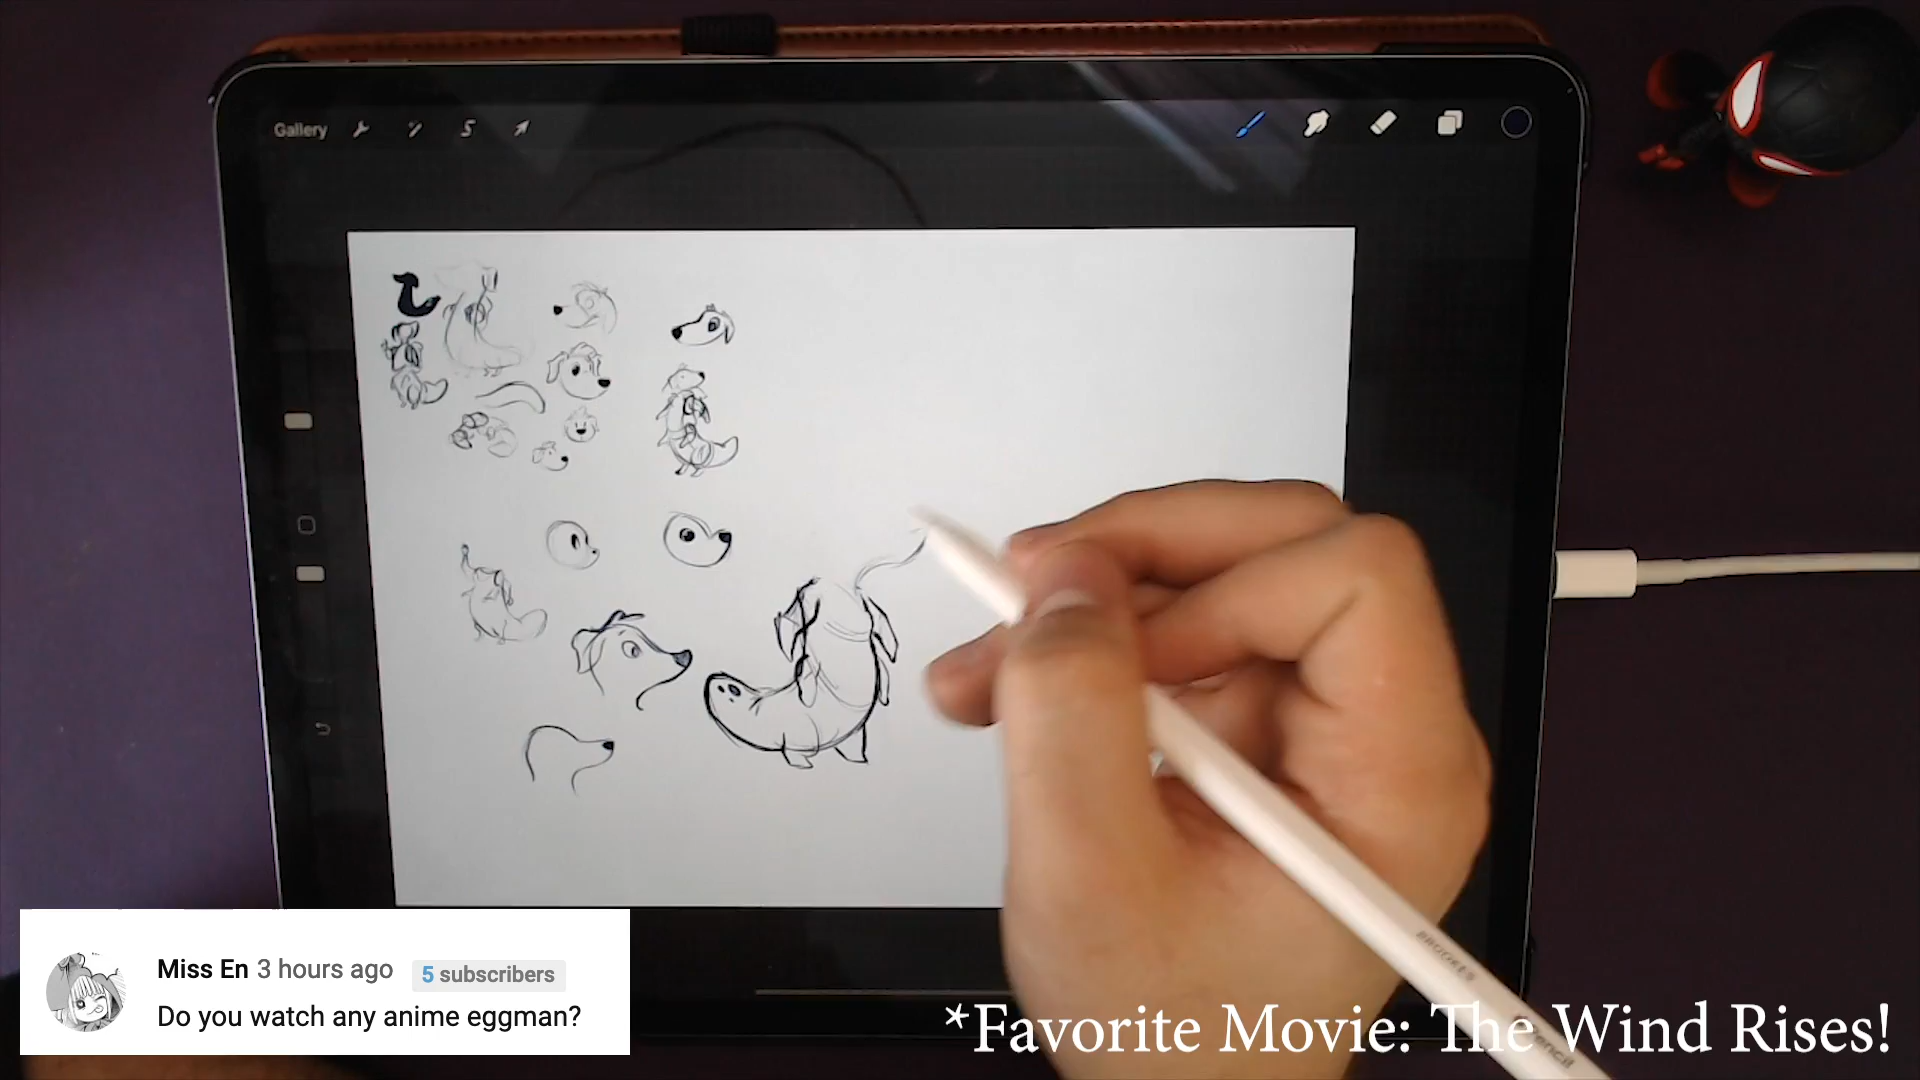 Gallery
Miss En 3 hours ago 5 subscribers
Do you watch any anime eggman?
BROOKES
*Favorite Movie: The Wind Rises!